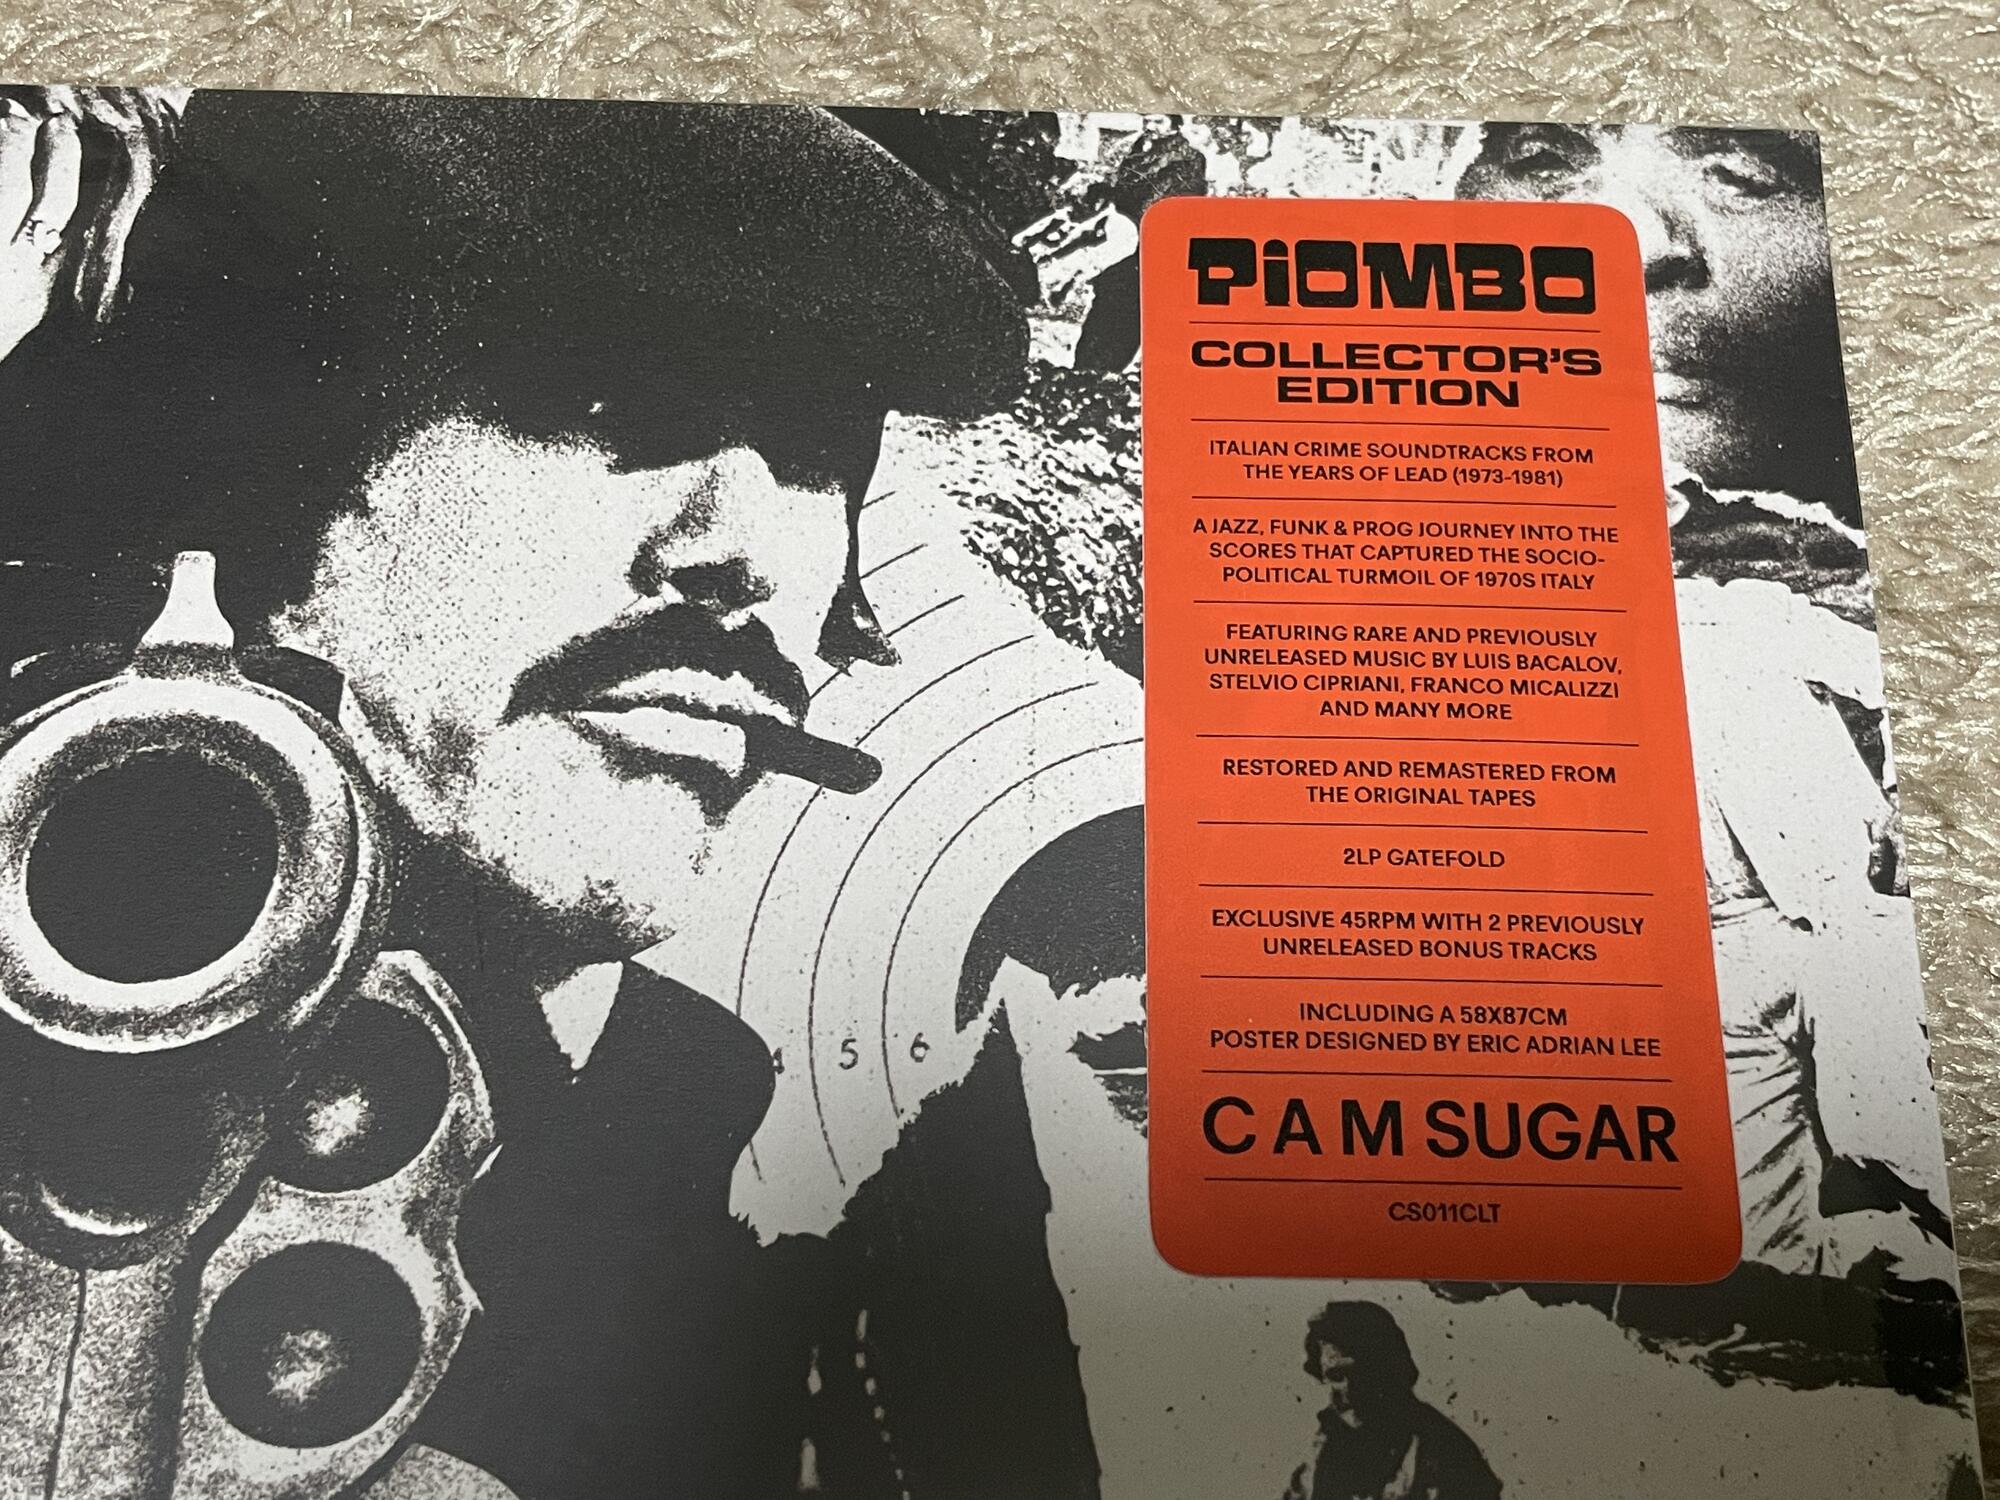 PiOMBO
COLLECTOR'S
EDITION
ITALIAN CRIME SOUNDTRACKS FROM
THE YEARS OF LEAD (1973-1981)
A JAZZ, FUNK & PROG JOURNEY INTO THE
SCORES THAT CAPTURED THE SOCIO-
POLITICAL TURMOIL OF 1970S ITALY
FEATURING RARE AND PREVIOUSLY
UNRELEASED MUSIC BY LUIS BACALOV,
STELVIO CIPRIANI, FRANCO MICALIZZI
AND MANY MORE
RESTORED AND REMASTERED FROM
THE ORIGINAL TAPES
2LP GATEFOLD
EXCLUSIVE 45RPM WITH 2 PREVIOUSLY
UNRELEASED BONUS TRACKS
INCLUDING A 58X87CM
POSTER DESIGNED BY ERIC ADRIAN LEE
CAM SUGAR
CS011CLT
4 5 6